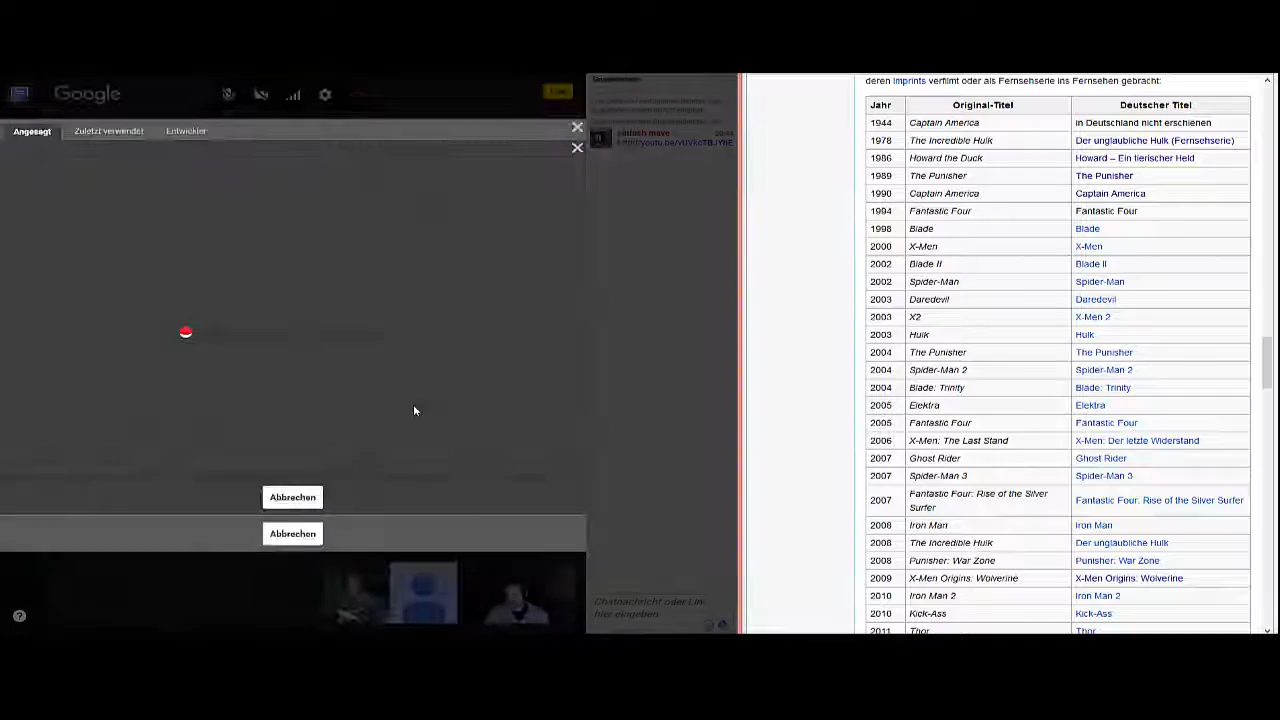 Google
Angesagt Zuletzt verwendet Entwickler
Abbrechen
Abbrechen
Chatnachricht oder Link
hier eingeben
deren Imprints verfilmt oder als Fernsehserie ins Fernsehen gebracht:
Jahr Original-Titel Deutscher Titel
1944 Captain America in Deutschland nicht erschienen
1978 The Incredible Hulk Der unglaubliche Hulk (Fernsehserie)
1986 Howard the Duck Howard – Ein tierischer Held
1989 The Punisher The Punisher
1990 Captain America Captain America
1994 Fantastic Four Fantastic Four
1998 Blade Blade
2000 X-Men X-Men
2002 Blade II Blade II
2002 Spider-Man Spider-Man
2003 Daredevil Daredevil
2003 X2 X-Men 2
2003 Hulk Hulk
2004 The Punisher The Punisher
2004 Spider-Man 2 Spider-Man 2
2004 Blade: Trinity Blade: Trinity
2005 Elektra Elektra
2005 Fantastic Four Fantastic Four
2006 X-Men: The Last Stand X-Men: Der letzte Widerstand
2007 Ghost Rider Ghost Rider
2007 Spider-Man 3 Spider-Man 3
2007 Fantastic Four: Rise of the Silver Fantastic Four: Rise of the Silver Surfer
Surfer
2008 Iron Man Iron Man
2008 The Incredible Hulk Der unglaubliche Hulk
2008 Punisher: War Zone Punisher: War Zone
2009 X-Men Origins: Wolverine X-Men Origins: Wolverine
2010 Iron Man 2 Iron Man 2
2010 Kick-Ass Kick-Ass
2011 Thor Thor